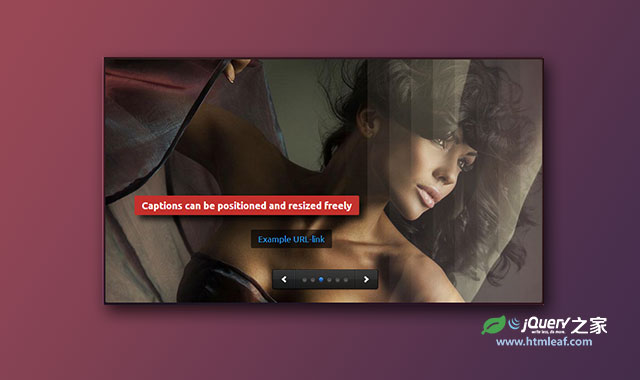 Captions can be positioned and resized freely
Example URL-link
jQuery之家
write less, do more.
www.htmleaf.com